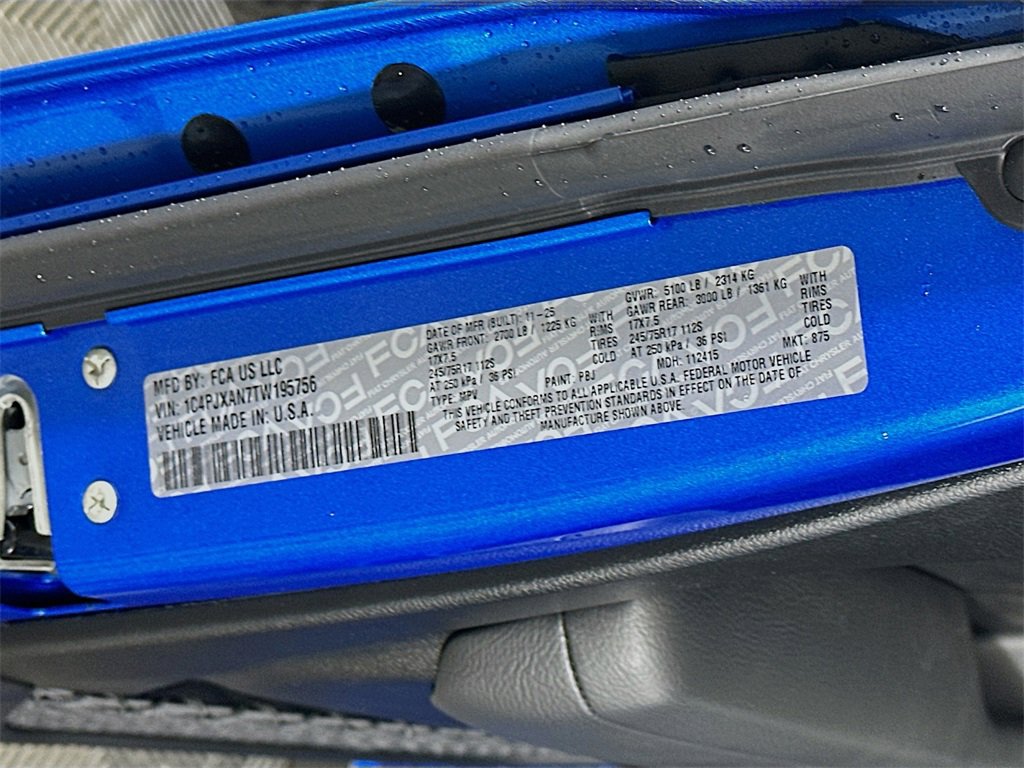 MFD BY: FCA US LLC
VIN: 1C4PJXAN7TW195756
VEHICLE MADE IN: U.S.A.
DATE OF MFR (BUILT): 11-25
GVWR: 5100 LB / 2314 KG
GAWR FRONT: 2700 LB / 1225 KG WITH
17X7.5 RIMS
245/75R17 112S TIRES
AT 250 kPa / 36 PSI COLD
GAWR REAR: 3000 LB / 1361 KG WITH
17X7.5 RIMS
245/75R17 112S TIRES
AT 250 kPa / 36 PSI COLD
TYPE: MPV PAINT: PBJ MDH: 112415 MKT: 875
THIS VEHICLE CONFORMS TO ALL APPLICABLE U.S.A. FEDERAL MOTOR VEHICLE
SAFETY AND THEFT PREVENTION STANDARDS IN EFFECT ON THE DATE OF
MANUFACTURE SHOWN ABOVE.
FCA
FIAT CHRYSLER AUTOMOBILES